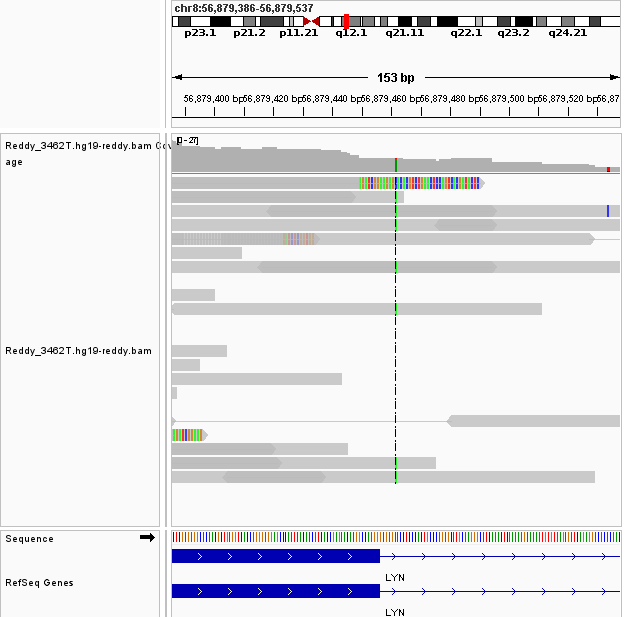 chr8:56,879,386-56,879,537
p23.1 p21.2 p11.21 q12.1 q21.11 q22.1 q23.2 q24.21
153 bp
56,879,400 bp 56,879,420 bp 56,879,440 bp 56,879,460 bp 56,879,480 bp 56,879,500 bp 56,879,520 bp 56,87
[0 - 27]
Reddy_3462T.hg19-reddy.bam Cov
age
Reddy_3462T.hg19-reddy.bam
Sequence
LYN
RefSeq Genes
LYN